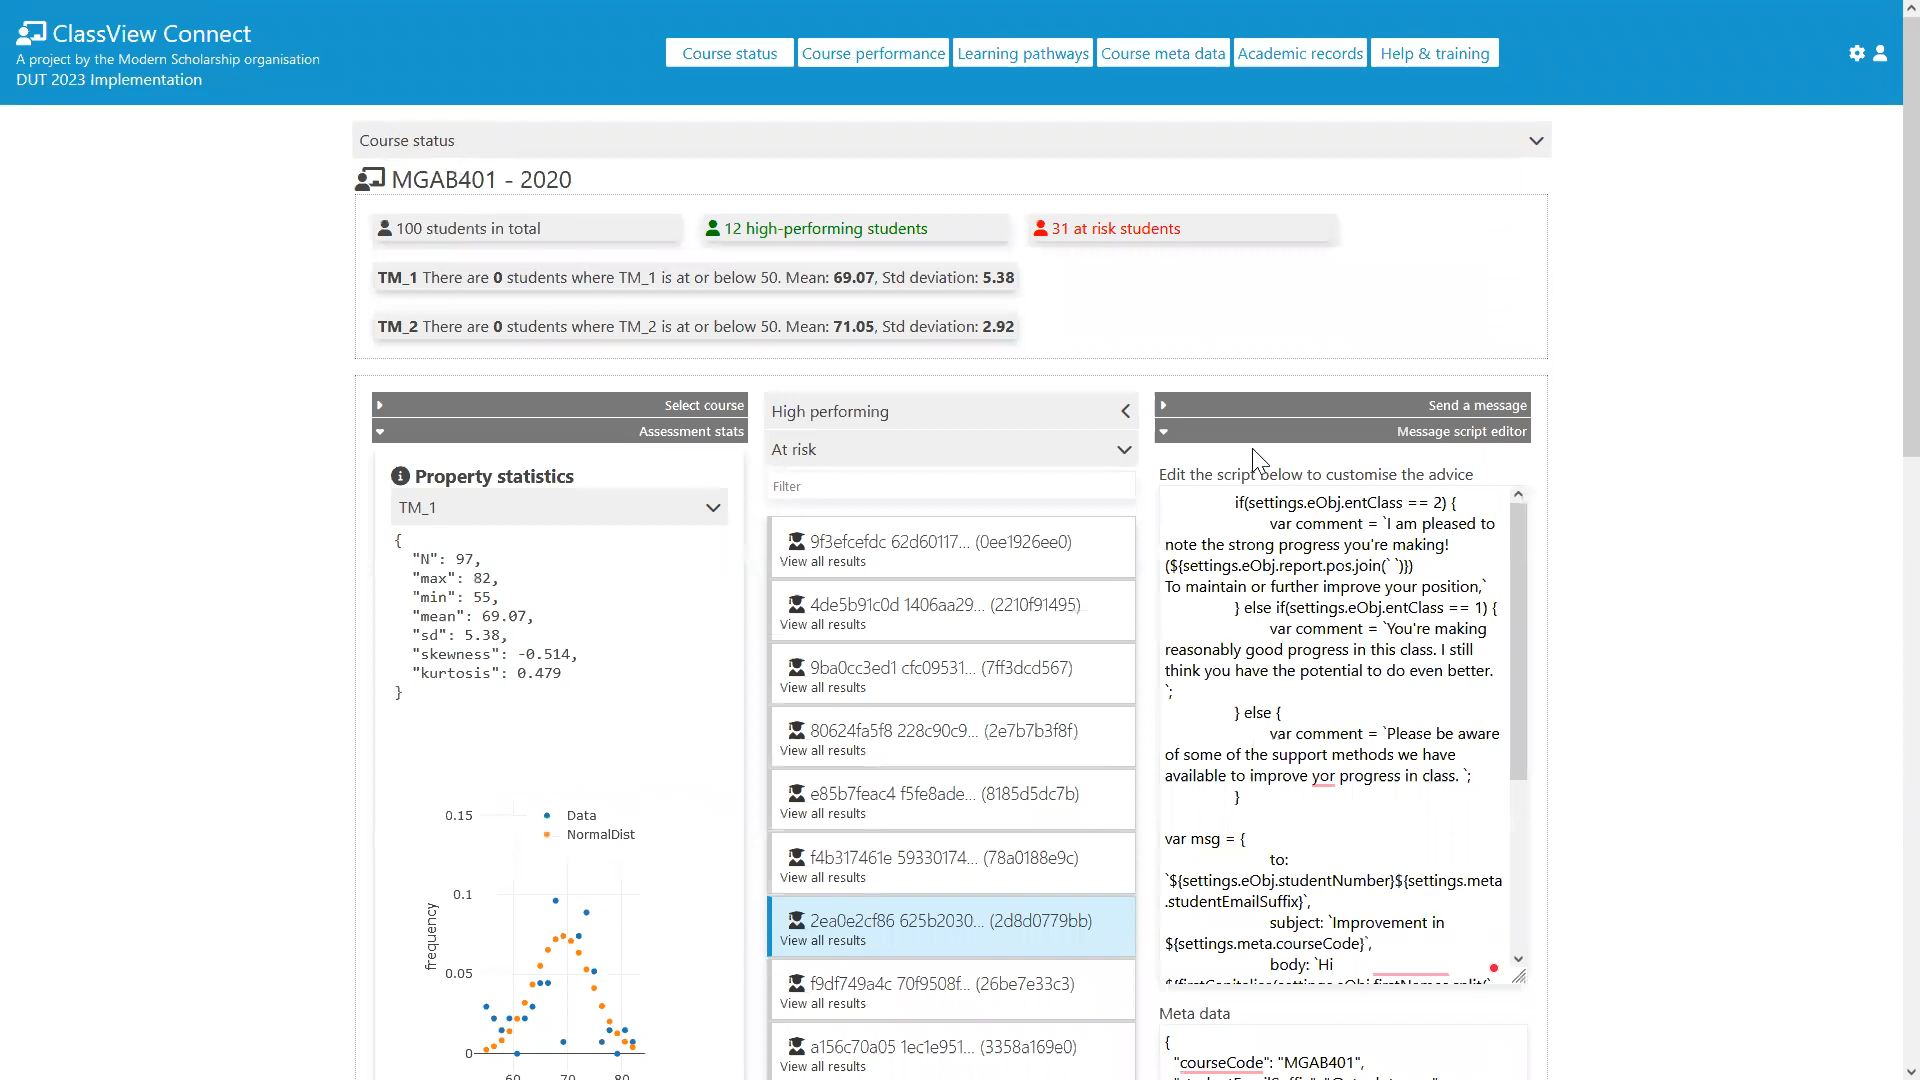 ClassView Connect
A project by the Modern Scholarship organisation
DUT 2023 Implementation
Course status
Course performance
Learning pathways
Course meta data
Academic records
Help & training
Course status
MGAB401 - 2020
100 students in total
12 high-performing students
31 at risk students
TM_1 There are 0 students where TM_1 is at or below 50. Mean: 69.07, Std deviation: 5.38
TM_2 There are 0 students where TM_2 is at or below 50. Mean: 71.05, Std deviation: 2.92
Select course
Assessment stats
Property statistics
TM_1
{
"N": 97,
"max": 82,
"min": 55,
"mean": 69.07,
"sd": 5.38,
"skewness": -0.514,
"kurtosis": 0.479
}
0.15
Data
NormalDist
0.1
frequency
0.05
0
60
70
80
High performing
At risk
Filter
9f3efcefdc 62d60117... (0ee1926ee0)
View all results
4de5b91c0d 1406aa29... (2210f91495)
View all results
9ba0cc3ed1 cfc09531... (7ff3dcd567)
View all results
80624fa5f8 228c90c9... (2e7b7b3f8f)
View all results
e85b7feac4 f5fe8ade... (8185d5dc7b)
View all results
f4b317461e 59330174... (78a0188e9c)
View all results
2ea0e2cf86 625b2030... (2d8d0779bb)
View all results
f9df749a4c 70f9508f... (26be7e33c3)
View all results
a156c70a05 1ec1e951... (3358a169e0)
View all results
Send a message
Message script editor
Edit the script below to customise the advice
if(settings.eObj.entClass == 2) {
var comment = `I am pleased to
note the strong progress you're making!
(${settings.eObj.report.pos.join(` `)})
To maintain or further improve your position,`
} else if(settings.eObj.entClass == 1) {
var comment = `You're making
reasonably good progress in this class. I still
think you have the potential to do even better.
`;
} else {
var comment = `Please be aware
of some of the support methods we have
available to improve yor progress in class. `;
}
var msg = {
to:
`${settings.eObj.studentNumber}${settings.meta
.studentEmailSuffix}`,
subject: `Improvement in
${settings.meta.courseCode}`,
body: `Hi
${firstCapitalise(settings.eObj.firstNames.split(`
Meta data
{
"courseCode": "MGAB401",